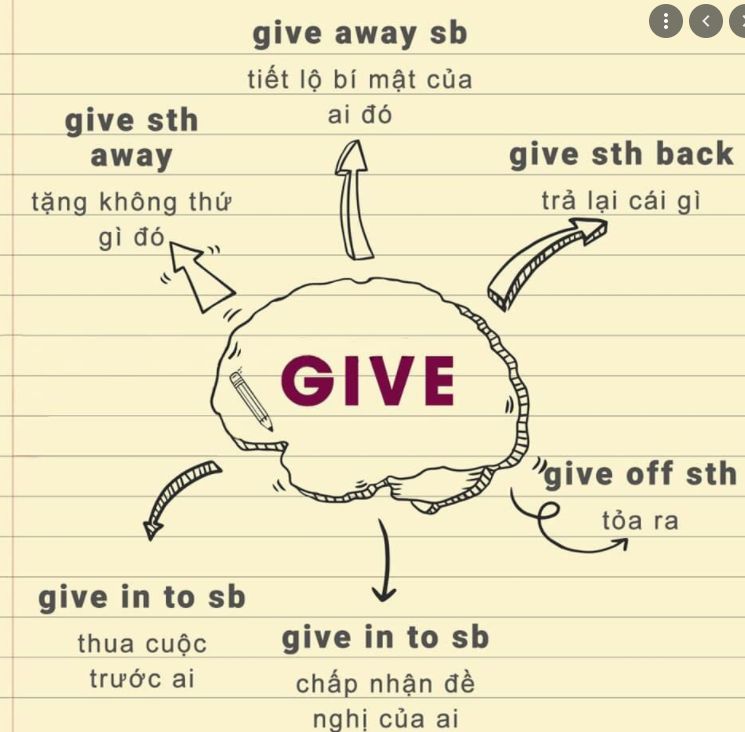 give away sb
tiết lộ bí mật của
ai đó
give sth
away
tặng không thứ
gì đó
give sth back
trả lại cái gì
GIVE
give off sth
tỏa ra
give in to sb
thua cuộc
trước ai
give in to sb
chấp nhận đề
nghị của ai